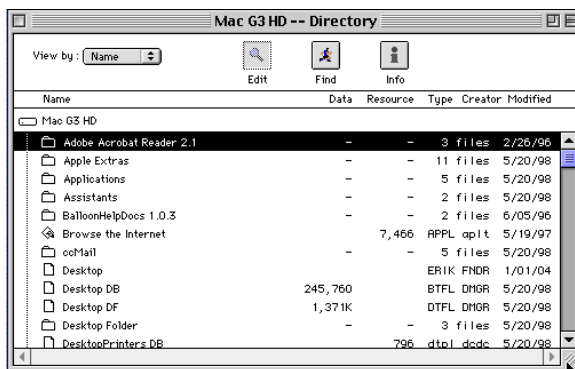 Mac G3 HD -- Directory
View by : Name
Edit Find Info
Name Data Resource Type Creator Modified
Mac G3 HD
Adobe Acrobat Reader 2.1 – – 3 files 2/26/96
Apple Extras – – 11 files 5/20/98
Applications – – 5 files 5/20/98
Assistants – – 2 files 5/20/98
BalloonHelpDocs 1.0.3 – – 2 files 6/05/96
Browse the Internet 7,466 APPL aplt 5/19/97
ccMail – – 5 files 5/20/98
Desktop ERIK FNDR 1/01/04
Desktop DB 245,760 BTFL DMGR 5/20/98
Desktop DF 1,371K DTFL DMGR 5/20/98
Desktop Folder – – 3 files 5/20/98
DesktopPrinters DB 796 dtpl dcdc 5/20/98